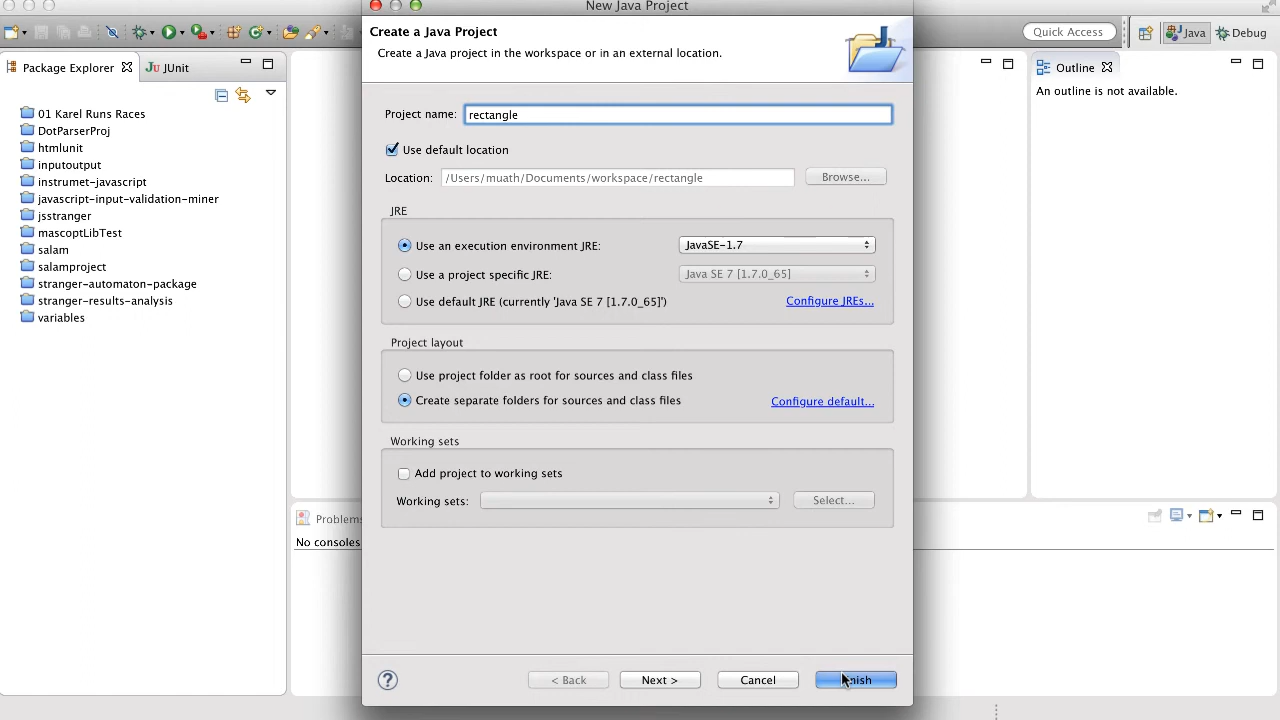 New Java Project
Create a Java Project
Create a Java project in the workspace or in an external location.
Quick Access
Java
Debug
Package Explorer
JUnit
Outline
An outline is not available.
01 Karel Runs Races
DotParserProj
htmlunit
inputoutput
instrumet-javascript
javascript-input-validation-miner
jsstranger
mascoptLibTest
salam
salamproject
stranger-automaton-package
stranger-results-analysis
variables
Project name: rectangle
Use default location
Location: /Users/muath/Documents/workspace/rectangle Browse...
JRE
Use an execution environment JRE: JavaSE-1.7
Use a project specific JRE: Java SE 7 [1.7.0_65]
Use default JRE (currently 'Java SE 7 [1.7.0_65]') Configure JREs...
Project layout
Use project folder as root for sources and class files
Create separate folders for sources and class files Configure default...
Working sets
Add project to working sets
Working sets: Select...
Problems
No consoles
? < Back Next > Cancel